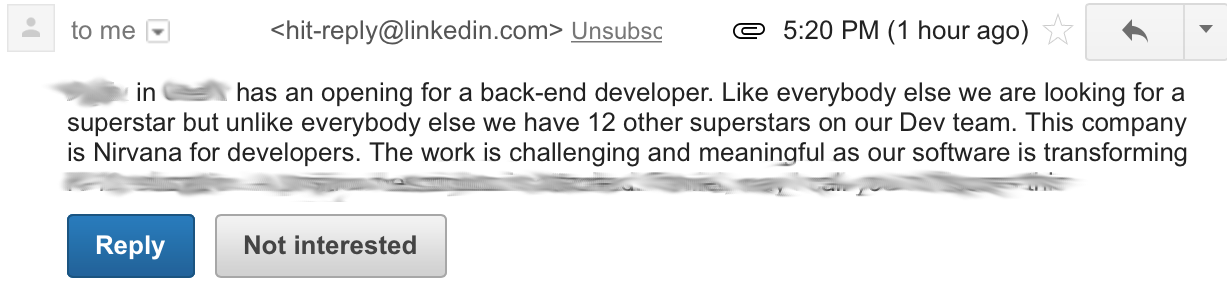 to me <hit-reply@linkedin.com> Unsubsc 5:20 PM (1 hour ago)
in has an opening for a back-end developer. Like everybody else we are looking for a
superstar but unlike everybody else we have 12 other superstars on our Dev team. This company
is Nirvana for developers. The work is challenging and meaningful as our software is transforming
Reply Not interested